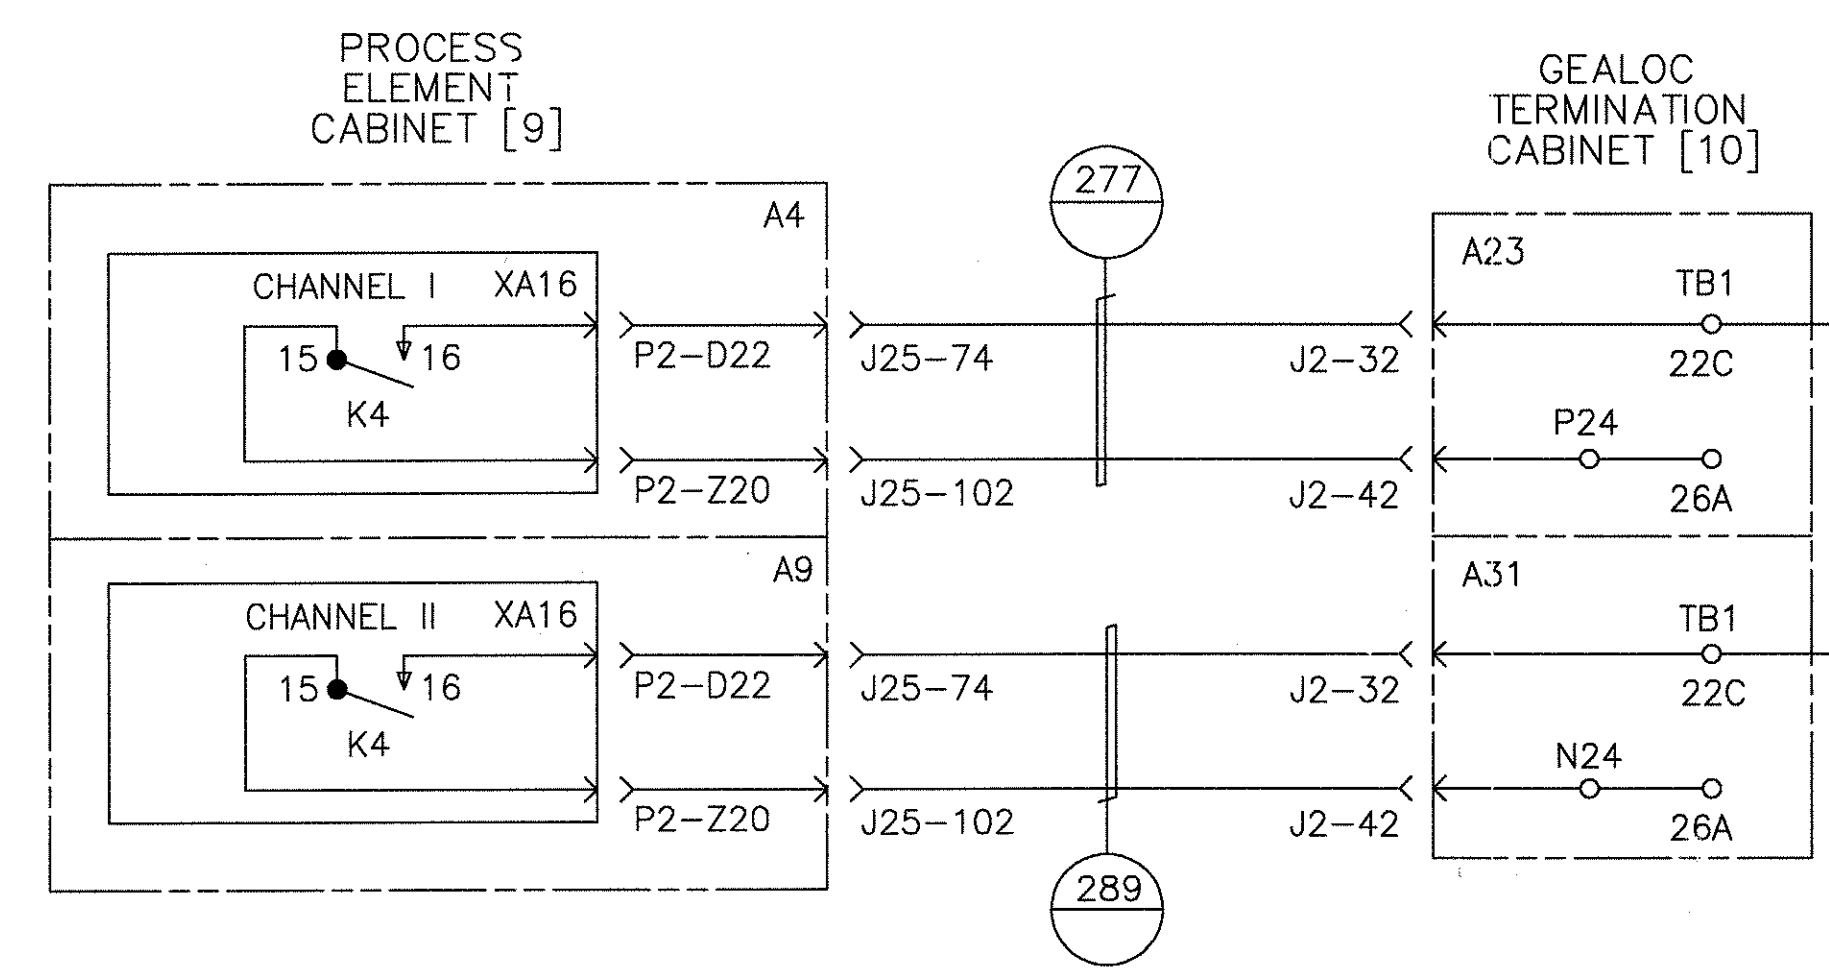 PROCESS
ELEMENT
CABINET [9]
GEALOC
TERMINATION
CABINET [10]
277
A4
A23
CHANNEL I
XA16
TB1
15
16
P2-D22
J25-74
J2-32
22C
K4
P24
P2-Z20
J25-102
J2-42
26A
A9
A31
CHANNEL II
XA16
TB1
15
16
P2-D22
J25-74
J2-32
22C
K4
N24
P2-Z20
J25-102
J2-42
26A
289